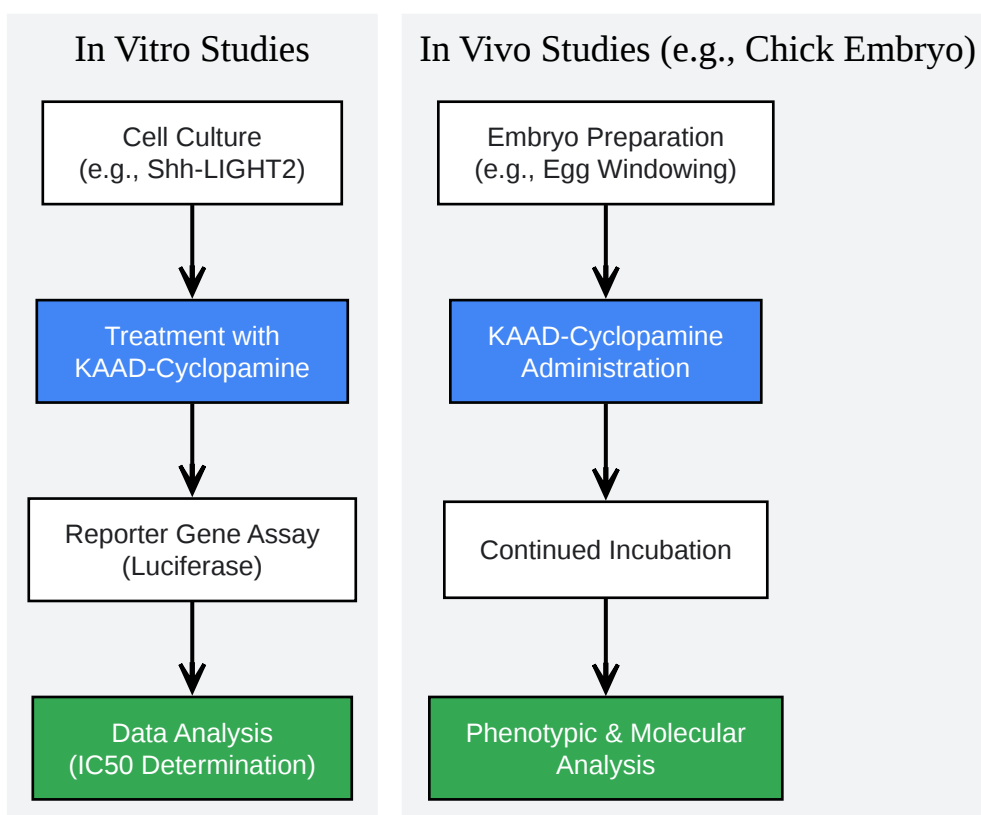 In Vitro Studies
Cell Culture
(e.g., Shh-LIGHT2)
Treatment with
KAAD-Cyclopamine
Reporter Gene Assay
(Luciferase)
Data Analysis
(IC50 Determination)
In Vivo Studies (e.g., Chick Embryo)
Embryo Preparation
(e.g., Egg Windowing)
KAAD-Cyclopamine
Administration
Continued Incubation
Phenotypic & Molecular
Analysis